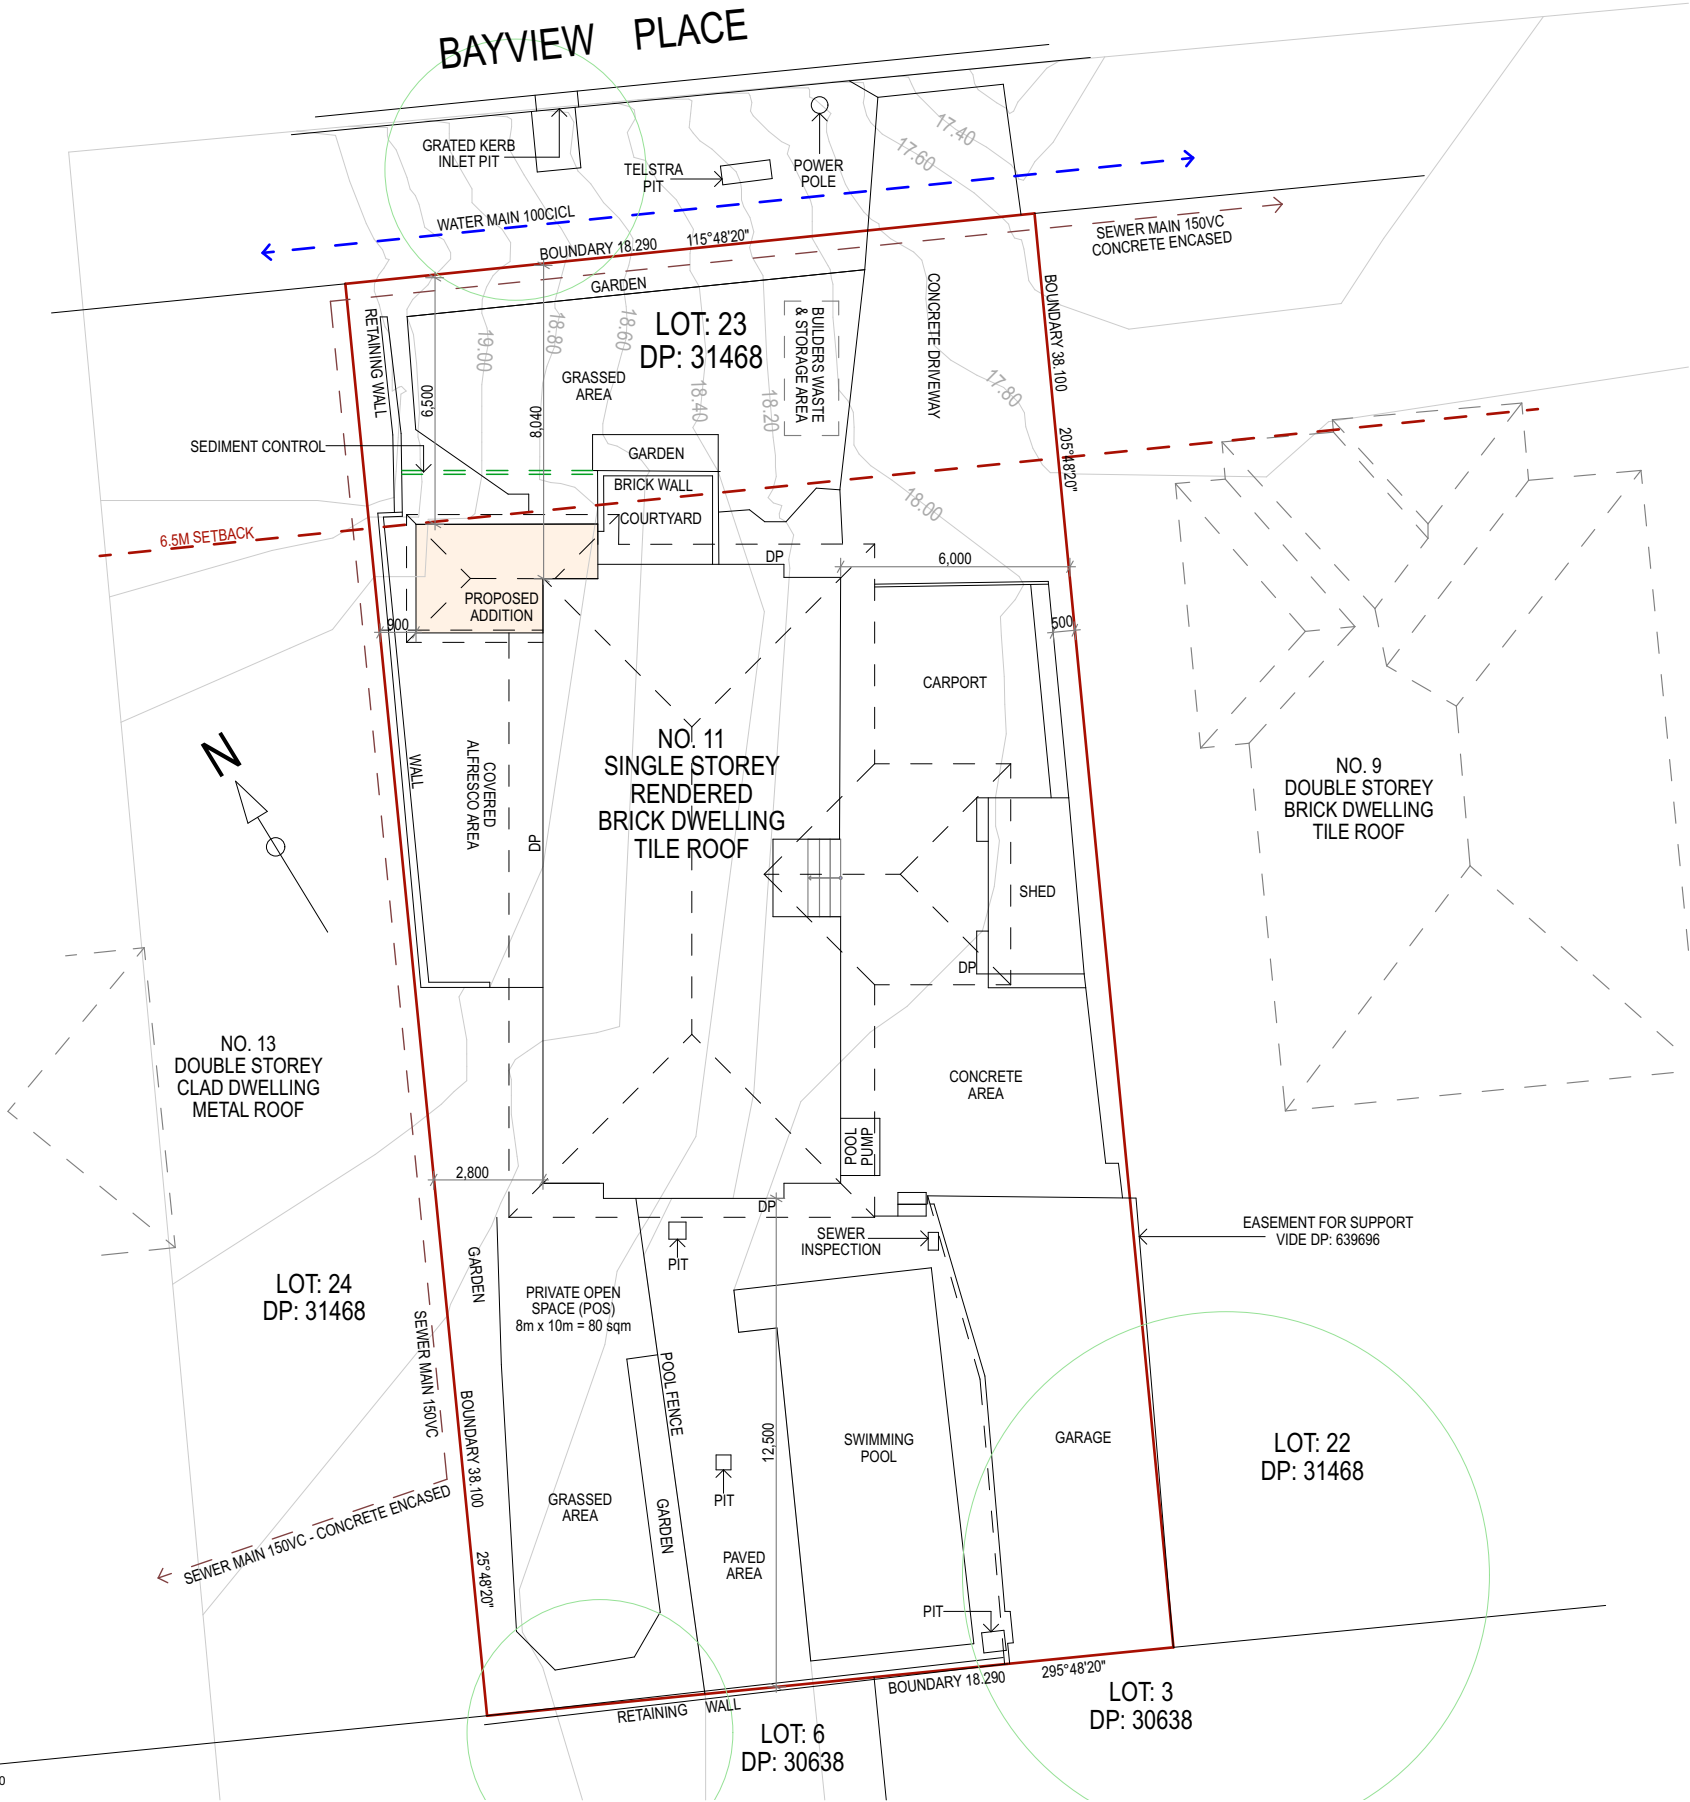 BAYVIEW PLACE
GRATED KERB
INLET PIT
TELSTRA
PIT
POWER
POLE
17.40
17.60
WATER MAIN 100CICL
SEWER MAIN 150VC
CONCRETE ENCASED
BOUNDARY 18.290
115°48'20"
GARDEN
RETAINING WALL
19.00
18.80
18.60
LOT: 23
DP: 31468
18.40
18.20
BUILDERS WASTE
& STORAGE AREA
CONCRETE DRIVEWAY
BOUNDARY 38.100
17.80
GRASSED
AREA
6,500
8,040
SEDIMENT CONTROL
GARDEN
205°48'20"
BRICK WALL
COURTYARD
18.00
6.5M SETBACK
DP
6,000
PROPOSED
ADDITION
900
500
CARPORT
N
WALL
COVERED
ALFRESCO AREA
DP
NO. 11
SINGLE STOREY
RENDERED
BRICK DWELLING
TILE ROOF
NO. 9
DOUBLE STOREY
BRICK DWELLING
TILE ROOF
SHED
DP
NO. 13
DOUBLE STOREY
CLAD DWELLING
METAL ROOF
CONCRETE
AREA
POOL
PUMP
2,800
DP
SEWER
INSPECTION
EASEMENT FOR SUPPORT
VIDE DP: 639696
PIT
GARDEN
LOT: 24
DP: 31468
PRIVATE OPEN
SPACE (POS)
8m x 10m = 80 sqm
SEWER MAIN 150VC
POOL FENCE
BOUNDARY 38.100
12,500
SWIMMING
POOL
GARAGE
LOT: 22
DP: 31468
PIT
GRASSED
AREA
GARDEN
SEWER MAIN 150VC - CONCRETE ENCASED
25°48'20"
PAVED
AREA
PIT
BOUNDARY 18.290
295°48'20"
RETAINING WALL
LOT: 3
DP: 30638
LOT: 6
DP: 30638
0